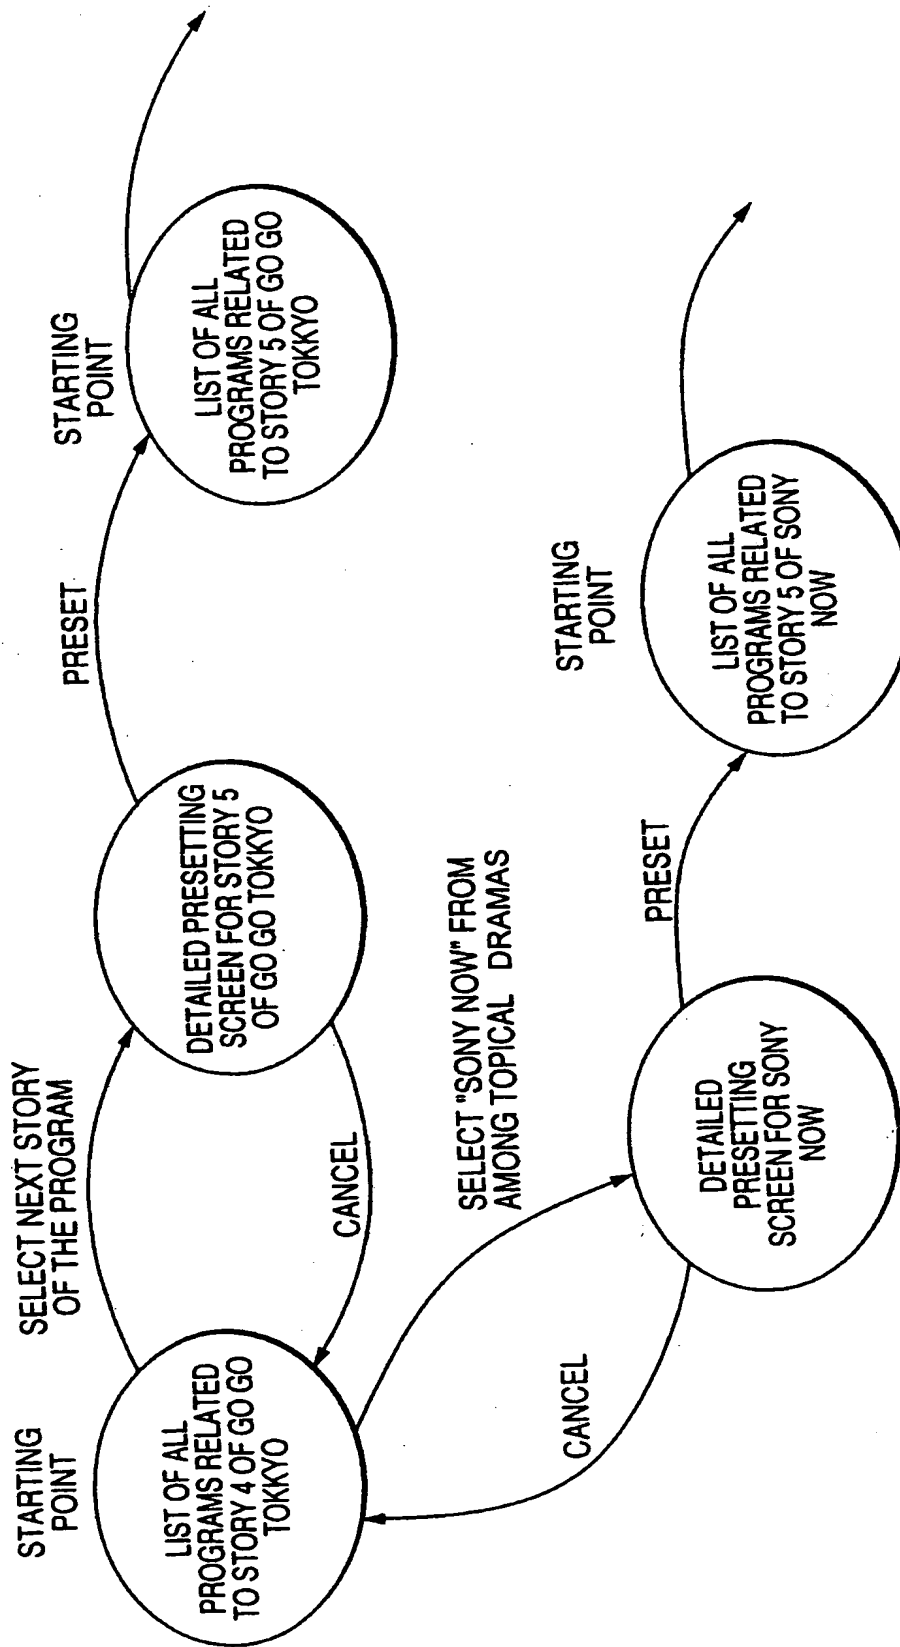 STARTING
POINT
LIST OF ALL
PROGRAMS RELATED
TO STORY 4 OF GO GO
TOKKYO
SELECT NEXT STORY
OF THE PROGRAM
CANCEL
DETAILED PRESETTING
SCREEN FOR STORY 5
OF GO GO TOKKYO
PRESET
STARTING
POINT
LIST OF ALL
PROGRAMS RELATED
TO STORY 5 OF GO GO
TOKKYO
SELECT "SONY NOW" FROM
AMONG TOPICAL DRAMAS
CANCEL
DETAILED
PRESETTING
SCREEN FOR SONY
NOW
PRESET
STARTING
POINT
LIST OF ALL
PROGRAMS RELATED
TO STORY 5 OF SONY
NOW